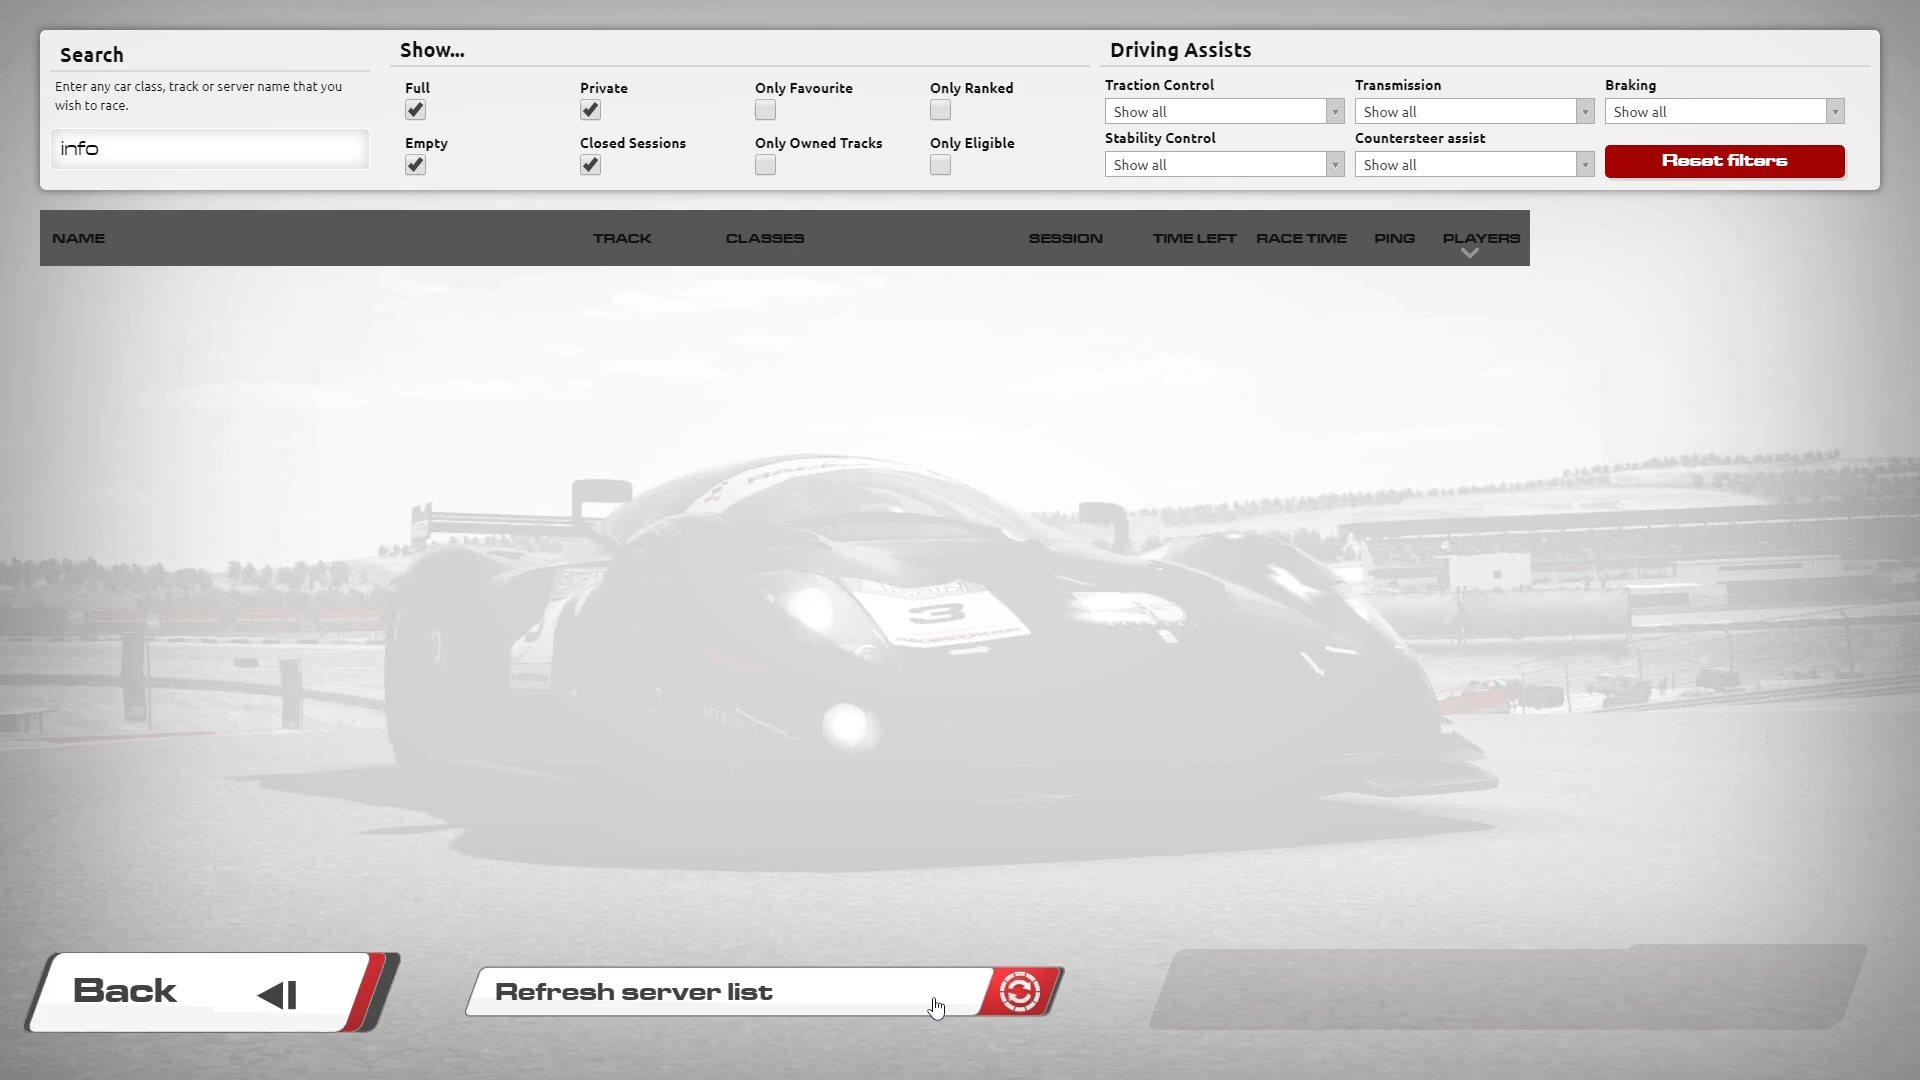 Search
Enter any car class, track or server name that you
wish to race.
info
Show...
Full
Private
Only Favourite
Only Ranked
Empty
Closed Sessions
Only Owned Tracks
Only Eligible
Driving Assists
Traction Control
Transmission
Braking
Show all
Show all
Show all
Stability Control
Countersteer assist
Show all
Show all
Reset filters
NAME TRACK CLASSES SESSION TIME LEFT RACE TIME PING PLAYERS
3
Back
Refresh server list